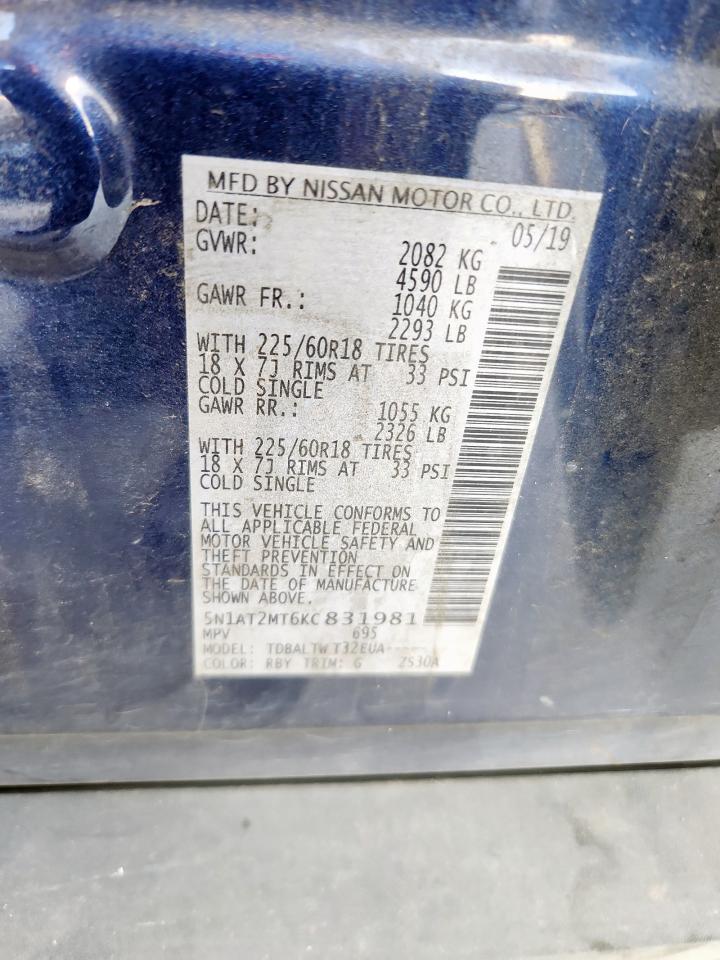 MFD BY NISSAN MOTOR CO., LTD.
DATE: 05/19
GVWR: 2082 KG
4590 LB
GAWR FR.: 1040 KG
2293 LB
WITH 225/60R18 TIRES
18 X 7J RIMS AT 33 PSI
COLD SINGLE
GAWR RR.: 1055 KG
2326 LB
WITH 225/60R18 TIRES
18 X 7J RIMS AT 33 PSI
COLD SINGLE
THIS VEHICLE CONFORMS TO
ALL APPLICABLE FEDERAL
MOTOR VEHICLE SAFETY AND
THEFT PREVENTION
STANDARDS IN EFFECT ON
THE DATE OF MANUFACTURE
SHOWN ABOVE.
5N1AT2MT6KC831981
MPV 695
MODEL: TDBALTW T32EUA-----
COLOR: RBY TRIM: G ZS30A